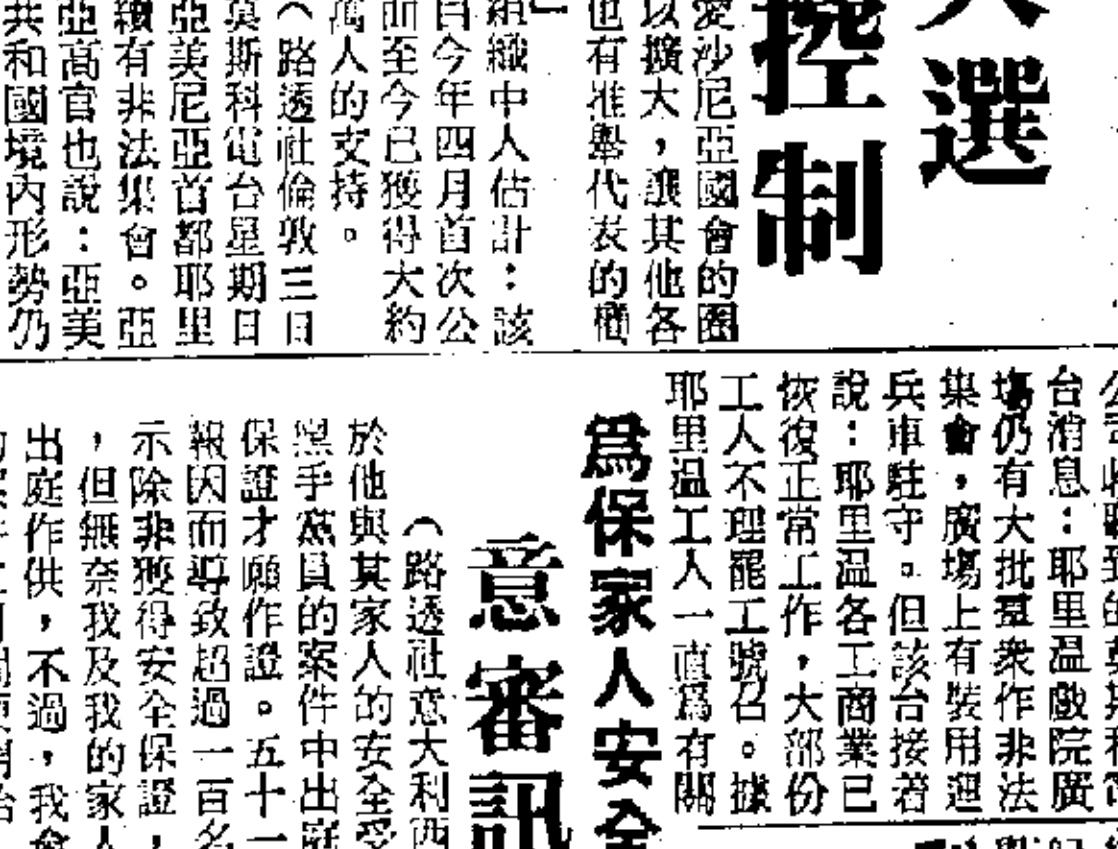 選
控制
愛沙尼亞國會的圈
以擴大，讓其他各
也有推舉代表的權
組織中人估計：該
自今年四月首次公
而至今已獲得大約
萬人的支持。
（路透社倫敦三日
莫斯科電台星期日
亞美尼亞首都耶里
續有非法集會。亞
亞高官也說：亞美
共和國境內形勢仍
台消息：耶里温戲院廣
場仍有大批羣衆作非法
集會，廣場上有裝用運
兵車駐守。但該台接着
說：耶里温各工商業已
恢復正常工作，大部份
工人不理罷工號召。據
耶里温工人一直爲有關
爲保家人安全
意審訊
（路透社意大利西
於他與其家人的安全受
黑手黨員的案件中出庭
保證才願作證。五十一
報因而導致超過一百名
示除非獲得安全保證，
，但無奈我及我的家人
出庭作供，不過，我會